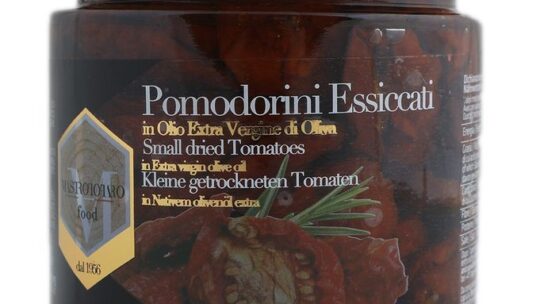 Pomodorini Essiccati
in Olio Extra Vergine di Oliva
Small dried Tomatoes
in Extra virgin olive oil
Kleine getrockneten Tomaten
in Nativem olivenöl extra
M
MASTROTOTARO
food
dal 1956